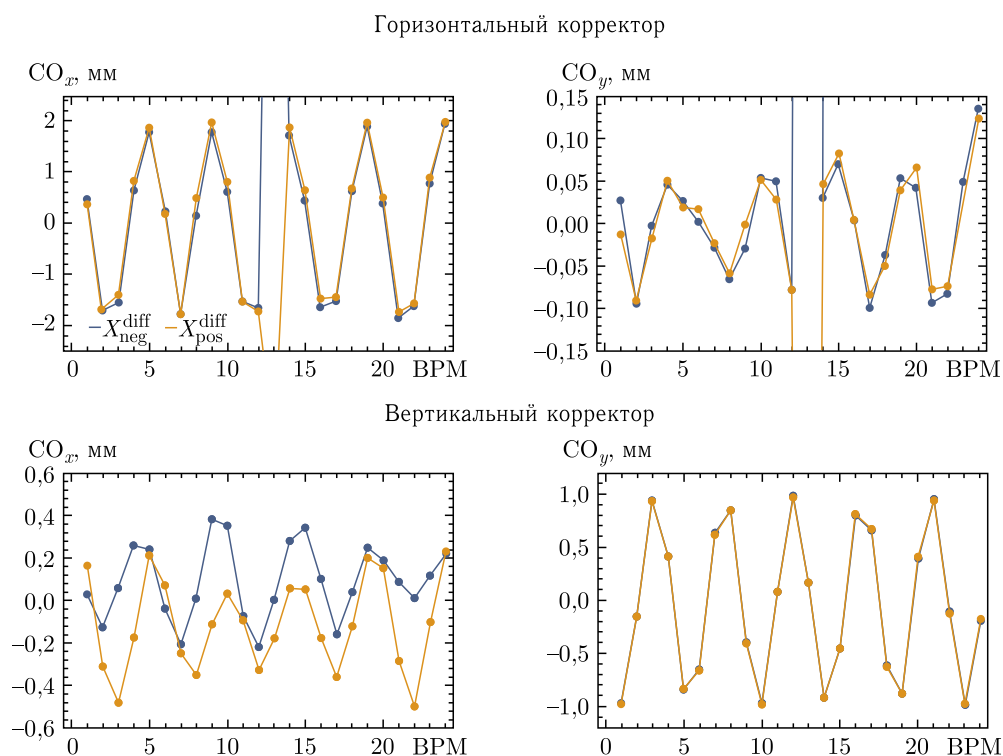 Горизонтальный корректор
COx, мм
COy, мм
2
1
0
−1
−2
0,15
0,10
0,05
0,00
−0,05
−0,10
−0,15
X diff neg X diff pos
0 5 10 15 20 BPM
0 5 10 15 20 BPM
Вертикальный корректор
COx, мм
COy, мм
0,6
0,4
0,2
0,0
−0,2
−0,4
−0,6
1,0
0,5
0,0
−0,5
−1,0
0 5 10 15 20 BPM
0 5 10 15 20 BPM